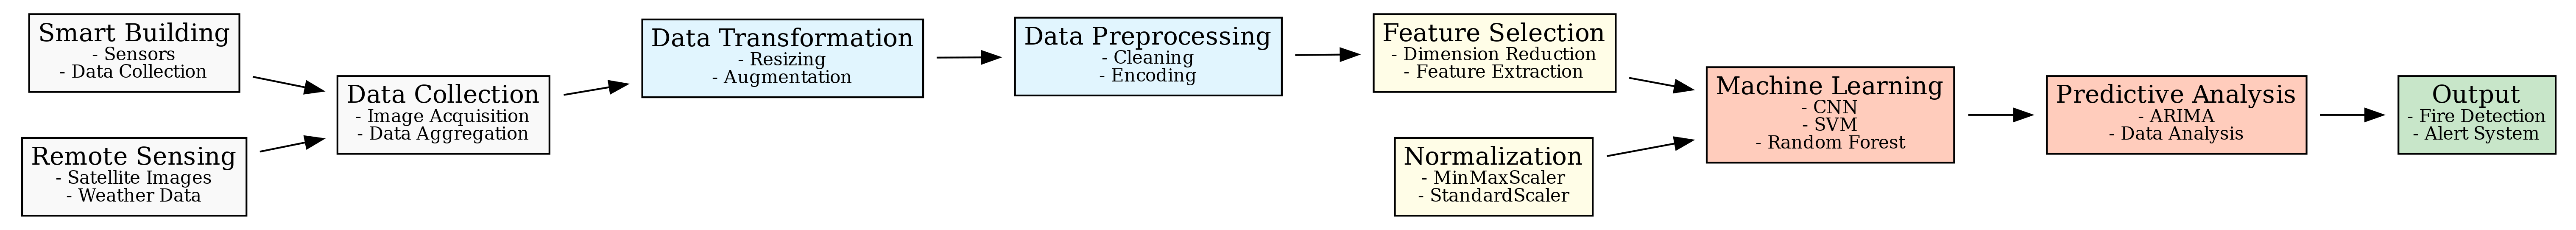 Smart Building
- Sensors
- Data Collection
Remote Sensing
- Satellite Images
- Weather Data
Data Collection
- Image Acquisition
- Data Aggregation
Data Transformation
- Resizing
- Augmentation
Data Preprocessing
- Cleaning
- Encoding
Feature Selection
- Dimension Reduction
- Feature Extraction
Normalization
- MinMaxScaler
- StandardScaler
Machine Learning
- CNN
- SVM
- Random Forest
Predictive Analysis
- ARIMA
- Data Analysis
Output
- Fire Detection
- Alert System